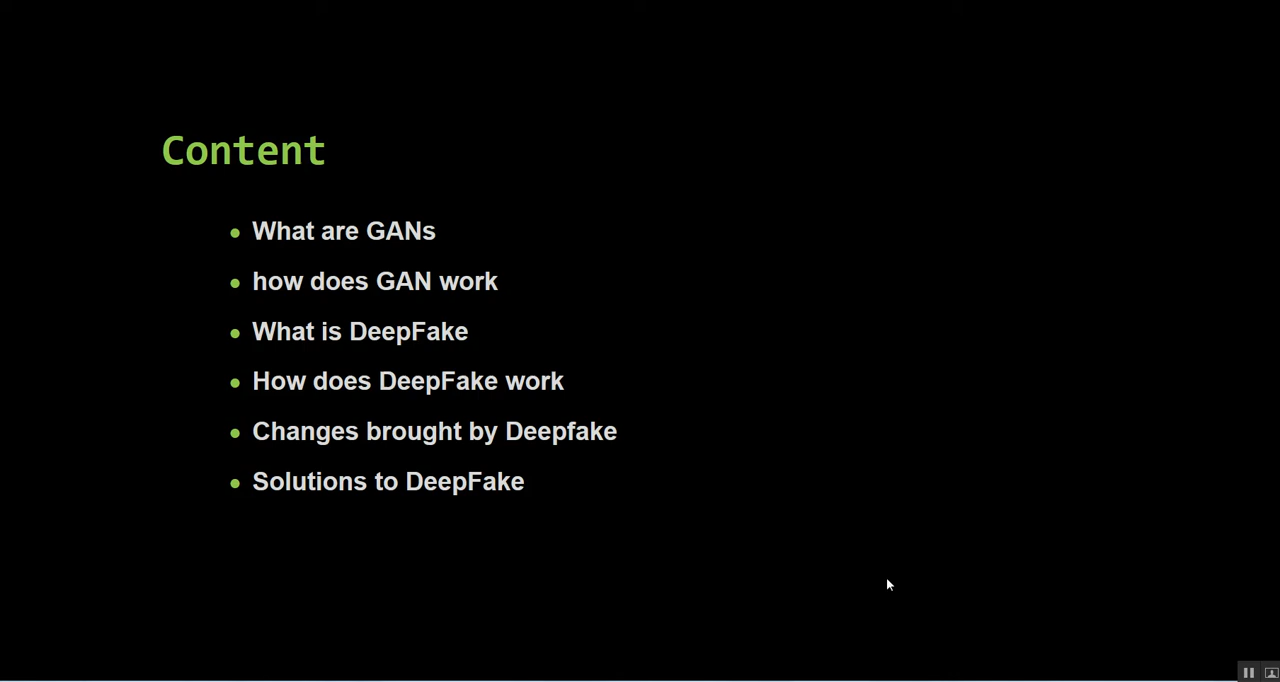 Content
• What are GANs
• how does GAN work
• What is DeepFake
• How does DeepFake work
• Changes brought by Deepfake
• Solutions to DeepFake